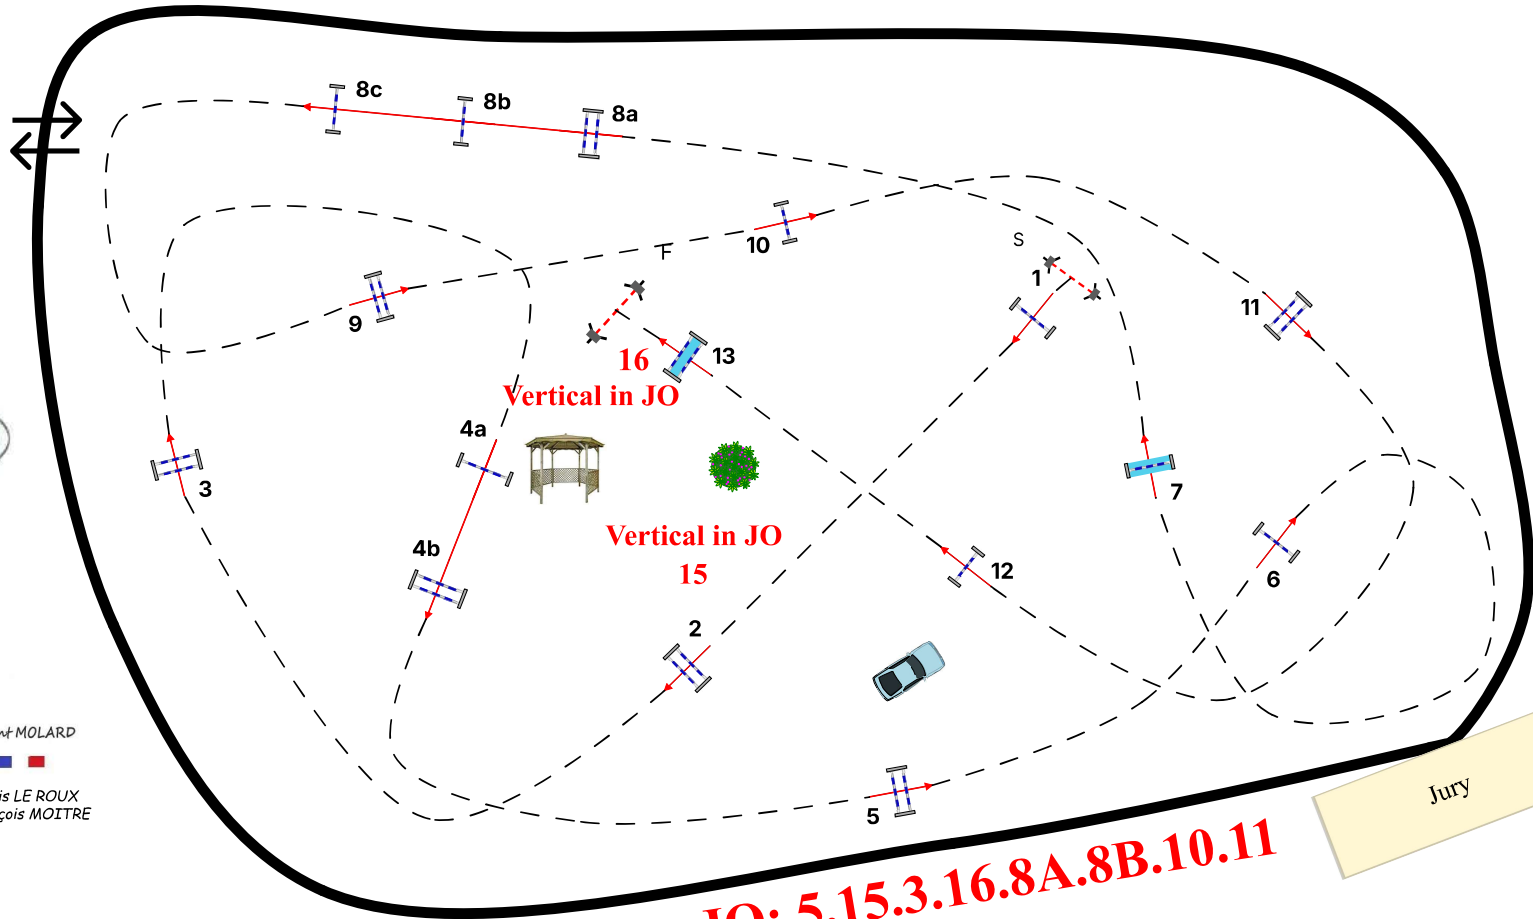 8c
8b
8a
10
F
S
1
11
9
13
16
Vertical in JO
4a
3
7
Vertical in JO
15
4b
12
6
2
MOLARD
LE ROUX
MOITRE
5
Jury
JO: 5.15.3.16.8A.8B.10.11